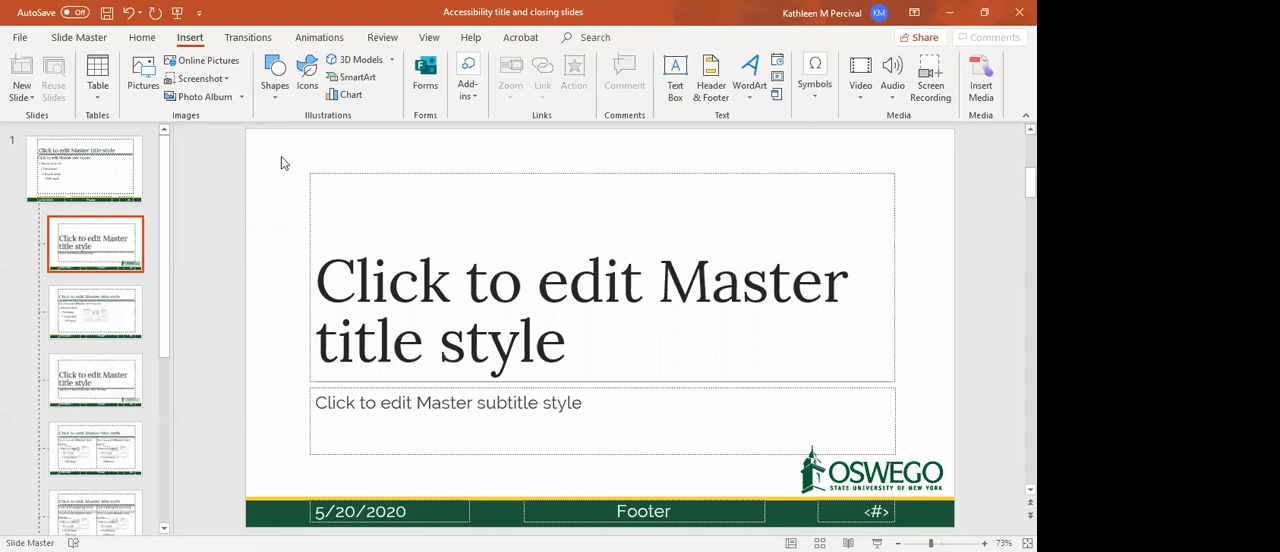 AutoSave Off Accessibility title and closing slides Kathleen M Percival KM
File Slide Master Home Insert Transitions Animations Review View Help Acrobat Search Share Comments
New Slide Reuse Slides Table Pictures Online Pictures Screenshot Photo Album Shapes Icons 3D Models SmartArt Chart Forms Add-ins Zoom Link Action Comment Text Box Header & Footer WordArt Symbols Video Audio Screen Recording Insert Media
Slides Tables Images Illustrations Forms Links Comments Text Media Media
1
Click to edit Master title style
Click to edit Master
title style
Click to edit Master title style
Click to edit Master
title style
Click to edit Master title style
Click to edit Master title style
Click to edit Master
title style
Click to edit Master subtitle style
OSWEGO
STATE UNIVERSITY OF NEW YORK
5/20/2020 Footer <#>
Slide Master 73%